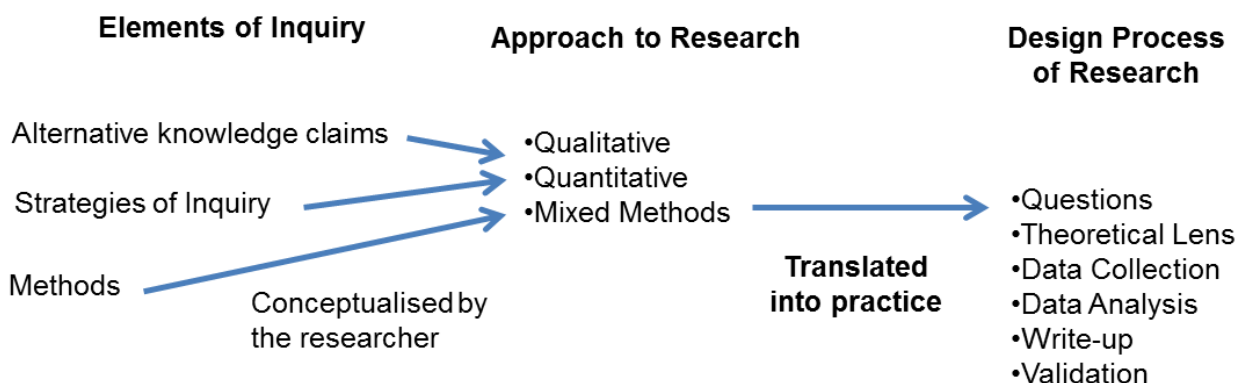 Elements of Inquiry
Approach to Research
Design Process
of Research
Alternative knowledge claims
Strategies of Inquiry
Methods
Conceptualised by
the researcher
•Qualitative
•Quantitative
•Mixed Methods
Translated
into practice
•Questions
•Theoretical Lens
•Data Collection
•Data Analysis
•Write-up
•Validation